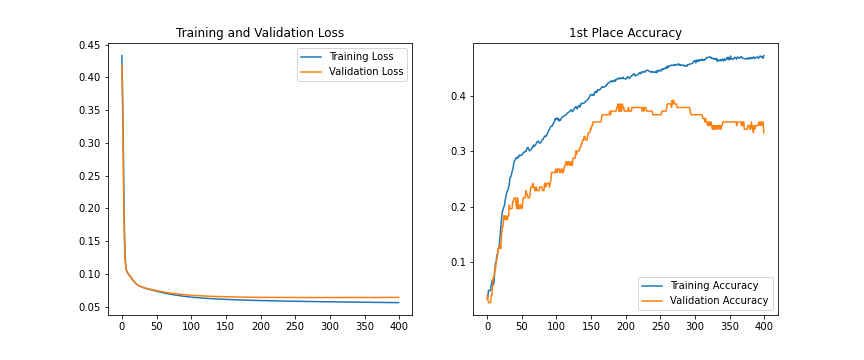 Training and Validation Loss
0.45
0.40
0.35
0.30
0.25
0.20
0.15
0.10
0.05
0 50 100 150 200 250 300 350 400
Training Loss
Validation Loss
1st Place Accuracy
0.4
0.3
0.2
0.1
0 50 100 150 200 250 300 350 400
Training Accuracy
Validation Accuracy